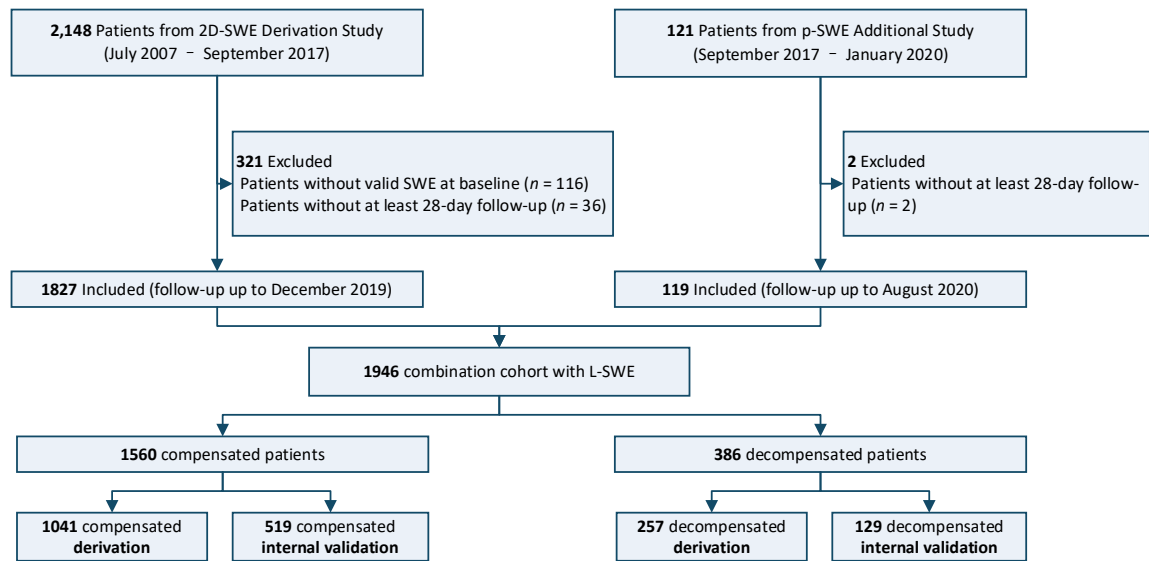 2,148 Patients from 2D-SWE Derivation Study
(July 2007 – September 2017)
121 Patients from p-SWE Additional Study
(September 2017 – January 2020)
321 Excluded
Patients without valid SWE at baseline (n = 116)
Patients without at least 28-day follow-up (n = 36)
2 Excluded
Patients without at least 28-day follow-
up (n = 2)
1827 Included (follow-up up to December 2019)
119 Included (follow-up up to August 2020)
1946 combination cohort with L-SWE
1560 compensated patients
386 decompensated patients
1041 compensated
derivation
519 compensated
internal validation
257 decompensated
derivation
129 decompensated
internal validation